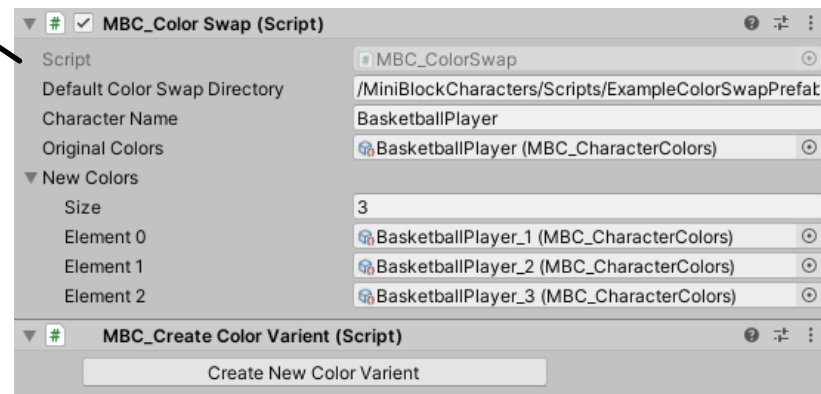 # MBC_Color Swap (Script)
Script # MBC_ColorSwap
Default Color Swap Directory /MiniBlockCharacters/Scripts/ExampleColorSwapPrefab
Character Name BasketballPlayer
Original Colors BasketballPlayer (MBC_CharacterColors)
New Colors
Size 3
Element 0 BasketballPlayer_1 (MBC_CharacterColors)
Element 1 BasketballPlayer_2 (MBC_CharacterColors)
Element 2 BasketballPlayer_3 (MBC_CharacterColors)
# MBC_Create Color Varient (Script)
Create New Color Varient